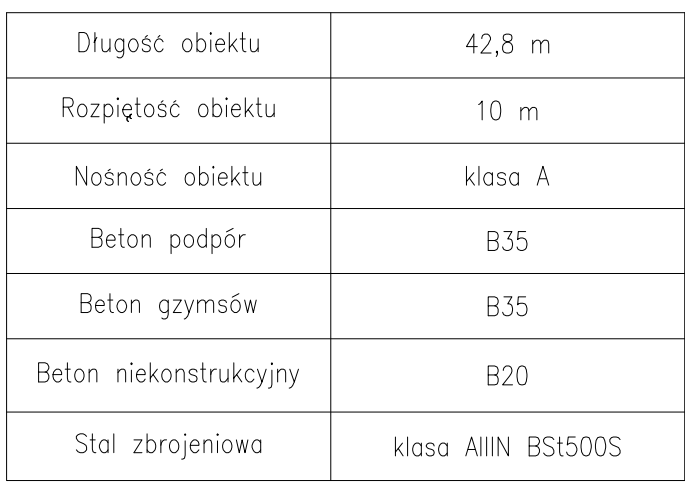 Długość obiektu 42,8 m
Rozpiętość obiektu 10 m
Nośność obiektu klasa A
Beton podpór B35
Beton gzymsów B35
Beton niekonstrukcyjny B20
Stal zbrojeniowa klasa AIIIN BSt500S